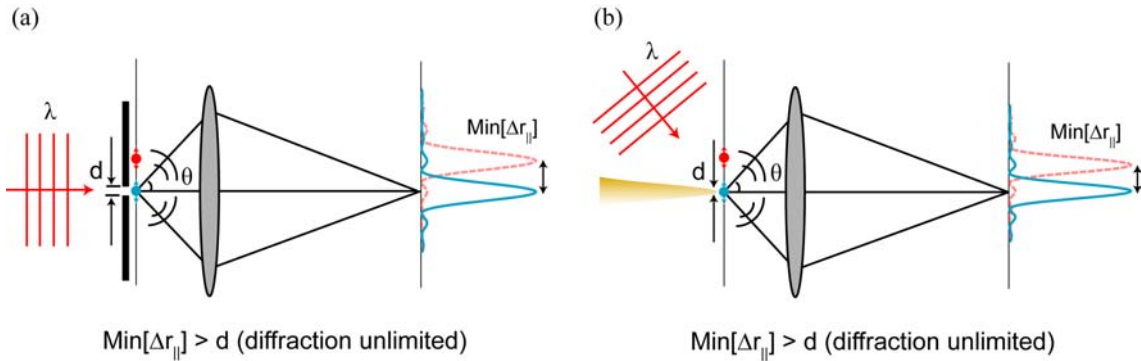 (a)
λ
d
θ
Min[Δr||]
Min[Δr||] > d (diffraction unlimited)
(b)
λ
d
θ
Min[Δr||]
Min[Δr||] > d (diffraction unlimited)